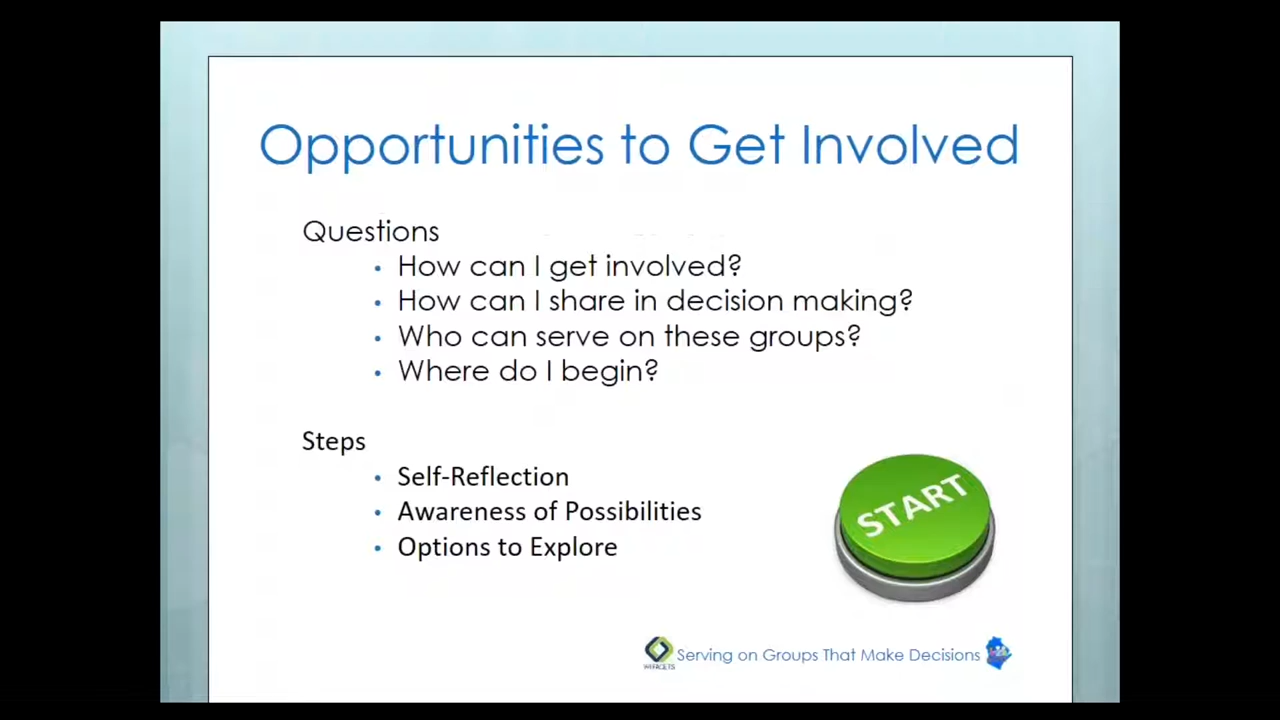 Opportunities to Get Involved
Questions
• How can I get involved?
• How can I share in decision making?
• Who can serve on these groups?
• Where do I begin?
Steps
• Self-Reflection
• Awareness of Possibilities
• Options to Explore
START
WI FACETS
Serving on Groups That Make Decisions